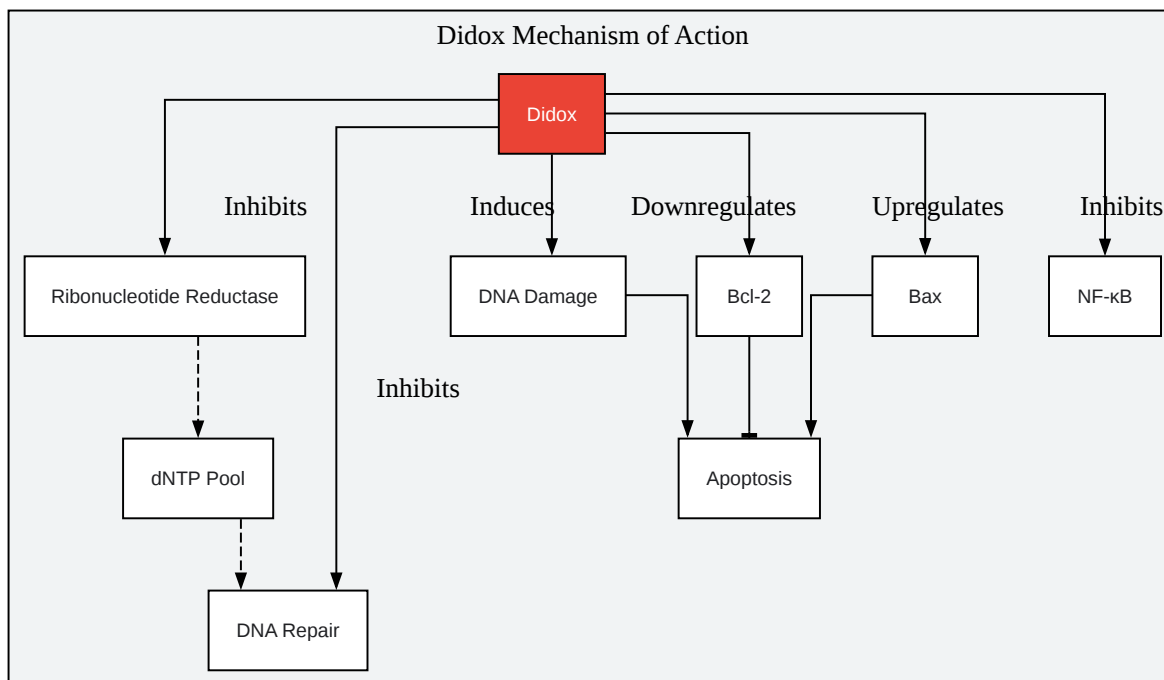 Didox Mechanism of Action
Didox
Inhibits
Induces
Downregulates
Upregulates
Inhibits
Ribonucleotide Reductase
DNA Damage
Bcl-2
Bax
NF-κB
Inhibits
dNTP Pool
Apoptosis
DNA Repair